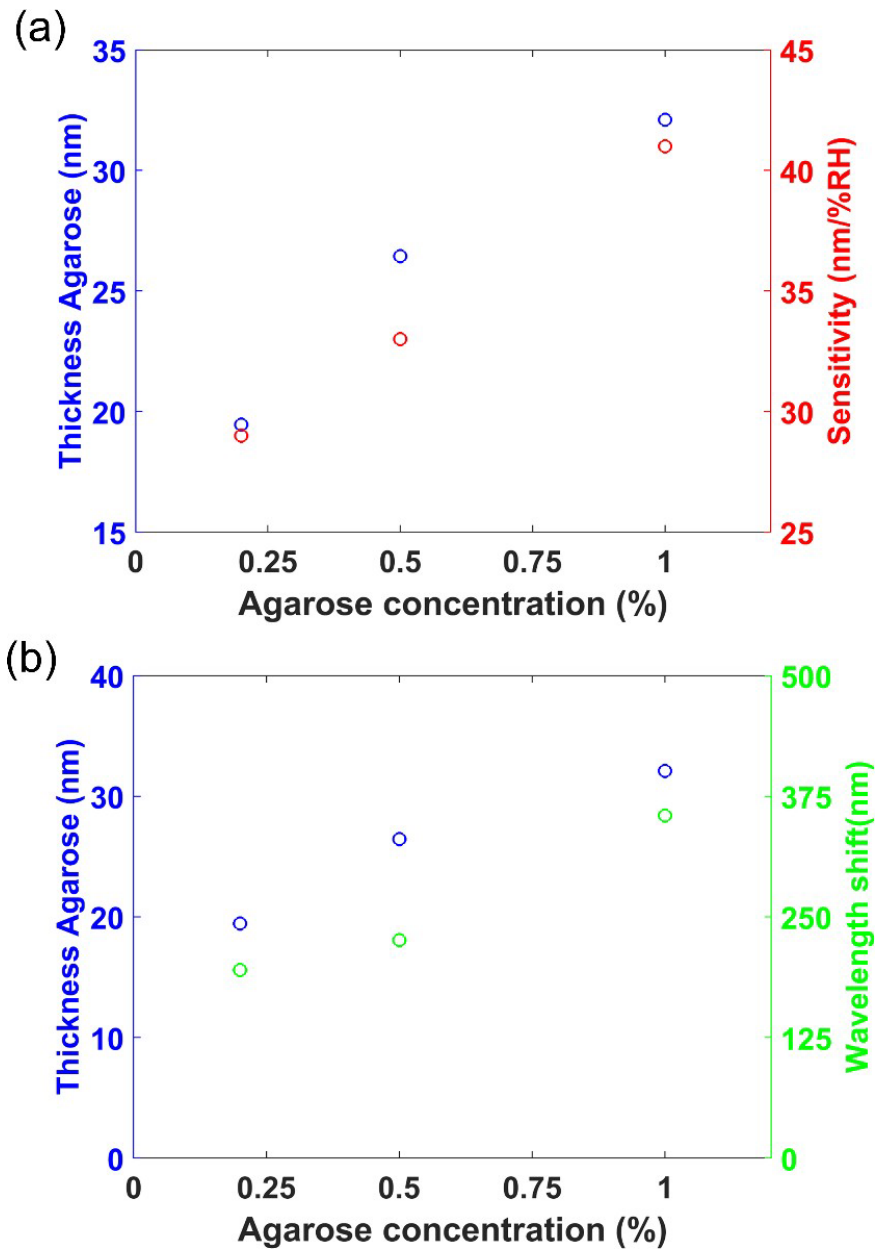 (a)
35
30
25
20
15
Thickness Agarose (nm)
45
40
35
30
25
Sensitivity (nm/%RH)
0 0.25 0.5 0.75 1
Agarose concentration (%)
(b)
40
30
20
10
0
Thickness Agarose (nm)
500
375
250
125
0
Wavelength shift(nm)
0 0.25 0.5 0.75 1
Agarose concentration (%)